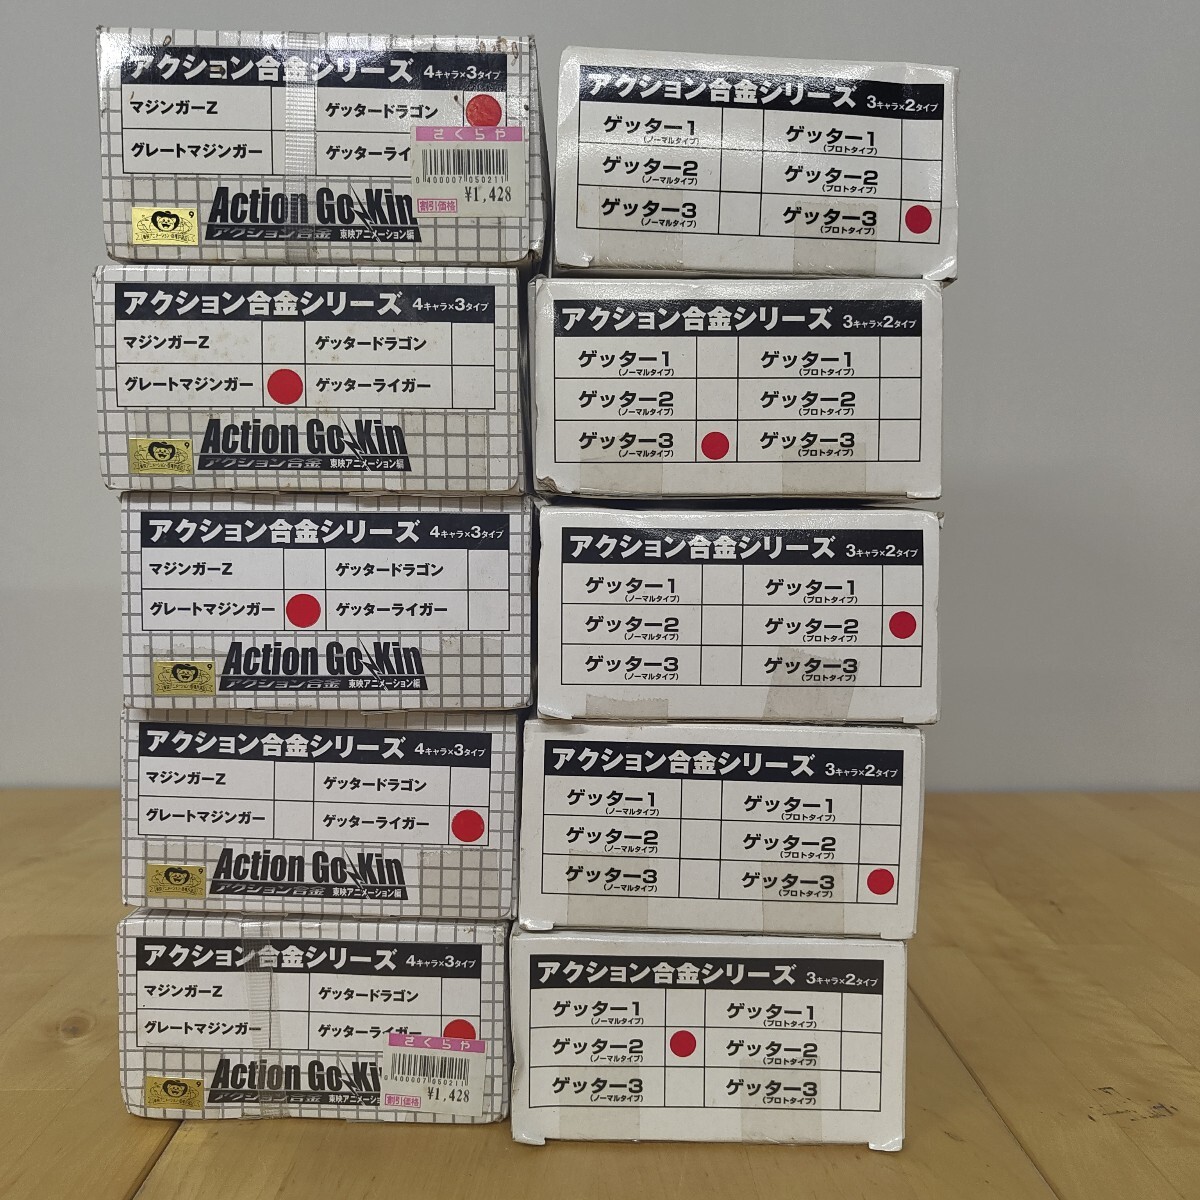 アクション合金シリーズ 4キャラ×3タイプ
マジンガーZ ゲッタードラゴン
グレートマジンガー ゲッターライ
さくらや
0400007050211
¥1,428
割引価格
Action Go Kin
アクション合金 東映アニメーション編
アクション合金シリーズ 4キャラ×3タイプ
マジンガーZ ゲッタードラゴン
グレートマジンガー ゲッターライガー
Action Go Kin
アクション合金 東映アニメーション編
アクション合金シリーズ 4キャラ×3タイプ
マジンガーZ ゲッタードラゴン
グレートマジンガー ゲッターライガー
Action Go Kin
アクション合金 東映アニメーション編
アクション合金シリーズ 4キャラ×3タイプ
マジンガーZ ゲッタードラゴン
グレートマジンガー ゲッターライガー
Action Go Kin
アクション合金 東映アニメーション編
アクション合金シリーズ 4キャラ×3タイプ
マジンガーZ ゲッタードラゴン
グレートマジンガー ゲッターライガー
さくらや
0400007050211
¥1,428
割引価格
Action Go Ki
アクション合金 東映アニメーショ
アクション合金シリーズ 3キャラ×2タイプ
ゲッター1 (ノーマルタイプ) ゲッター1 (プロトタイプ)
ゲッター2 (ノーマルタイプ) ゲッター2 (プロトタイプ)
ゲッター3 (ノーマルタイプ) ゲッター3 (プロトタイプ)
アクション合金シリーズ 3キャラ×2タイプ
ゲッター1 (ノーマルタイプ) ゲッター1 (プロトタイプ)
ゲッター2 (ノーマルタイプ) ゲッター2 (プロトタイプ)
ゲッター3 (ノーマルタイプ) ゲッター3 (プロトタイプ)
アクション合金シリーズ 3キャラ×2タイプ
ゲッター1 (ノーマルタイプ) ゲッター1 (プロトタイプ)
ゲッター2 (ノーマルタイプ) ゲッター2 (プロトタイプ)
ゲッター3 (ノーマルタイプ) ゲッター3 (プロトタイプ)
アクション合金シリーズ 3キャラ×2タイプ
ゲッター1 (ノーマルタイプ) ゲッター1 (プロトタイプ)
ゲッター2 (ノーマルタイプ) ゲッター2 (プロトタイプ)
ゲッター3 (ノーマルタイプ) ゲッター3 (プロトタイプ)
アクション合金シリーズ 3キャラ×2タイプ
ゲッター1 (ノーマルタイプ) ゲッター1 (プロトタイプ)
ゲッター2 (ノーマルタイプ) ゲッター2 (プロトタイプ)
ゲッター3 (ノーマルタイプ) ゲッター3 (プロトタイプ)